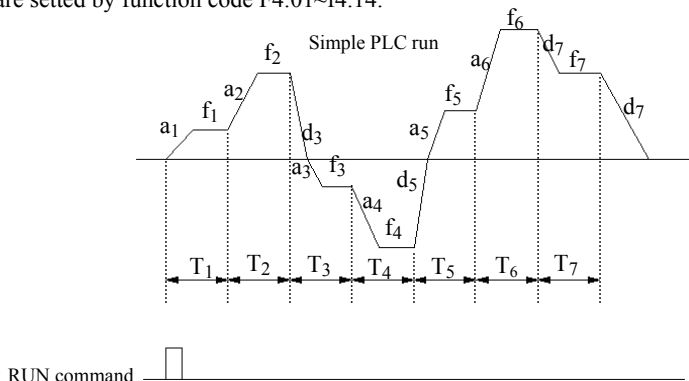 are setted by function code F4.01~f4.14.
Simple PLC run
a1 f1 a2 f2 d3 a3 f3 a4 f4 d5 a5 f5 a6 f6 d7 f7 d7
T1 T2 T3 T4 T5 T6 T7
RUN command